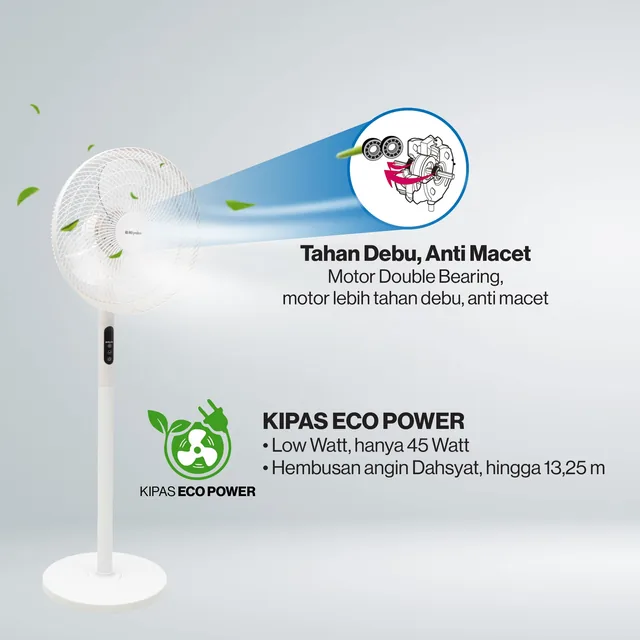 Tahan Debu, Anti Macet
Motor Double Bearing,
motor lebih tahan debu, anti macet
KIPAS ECO POWER
• Low Watt, hanya 45 Watt
• Hembusan angin Dahsyat, hingga 13,25 m
KIPAS ECO POWER